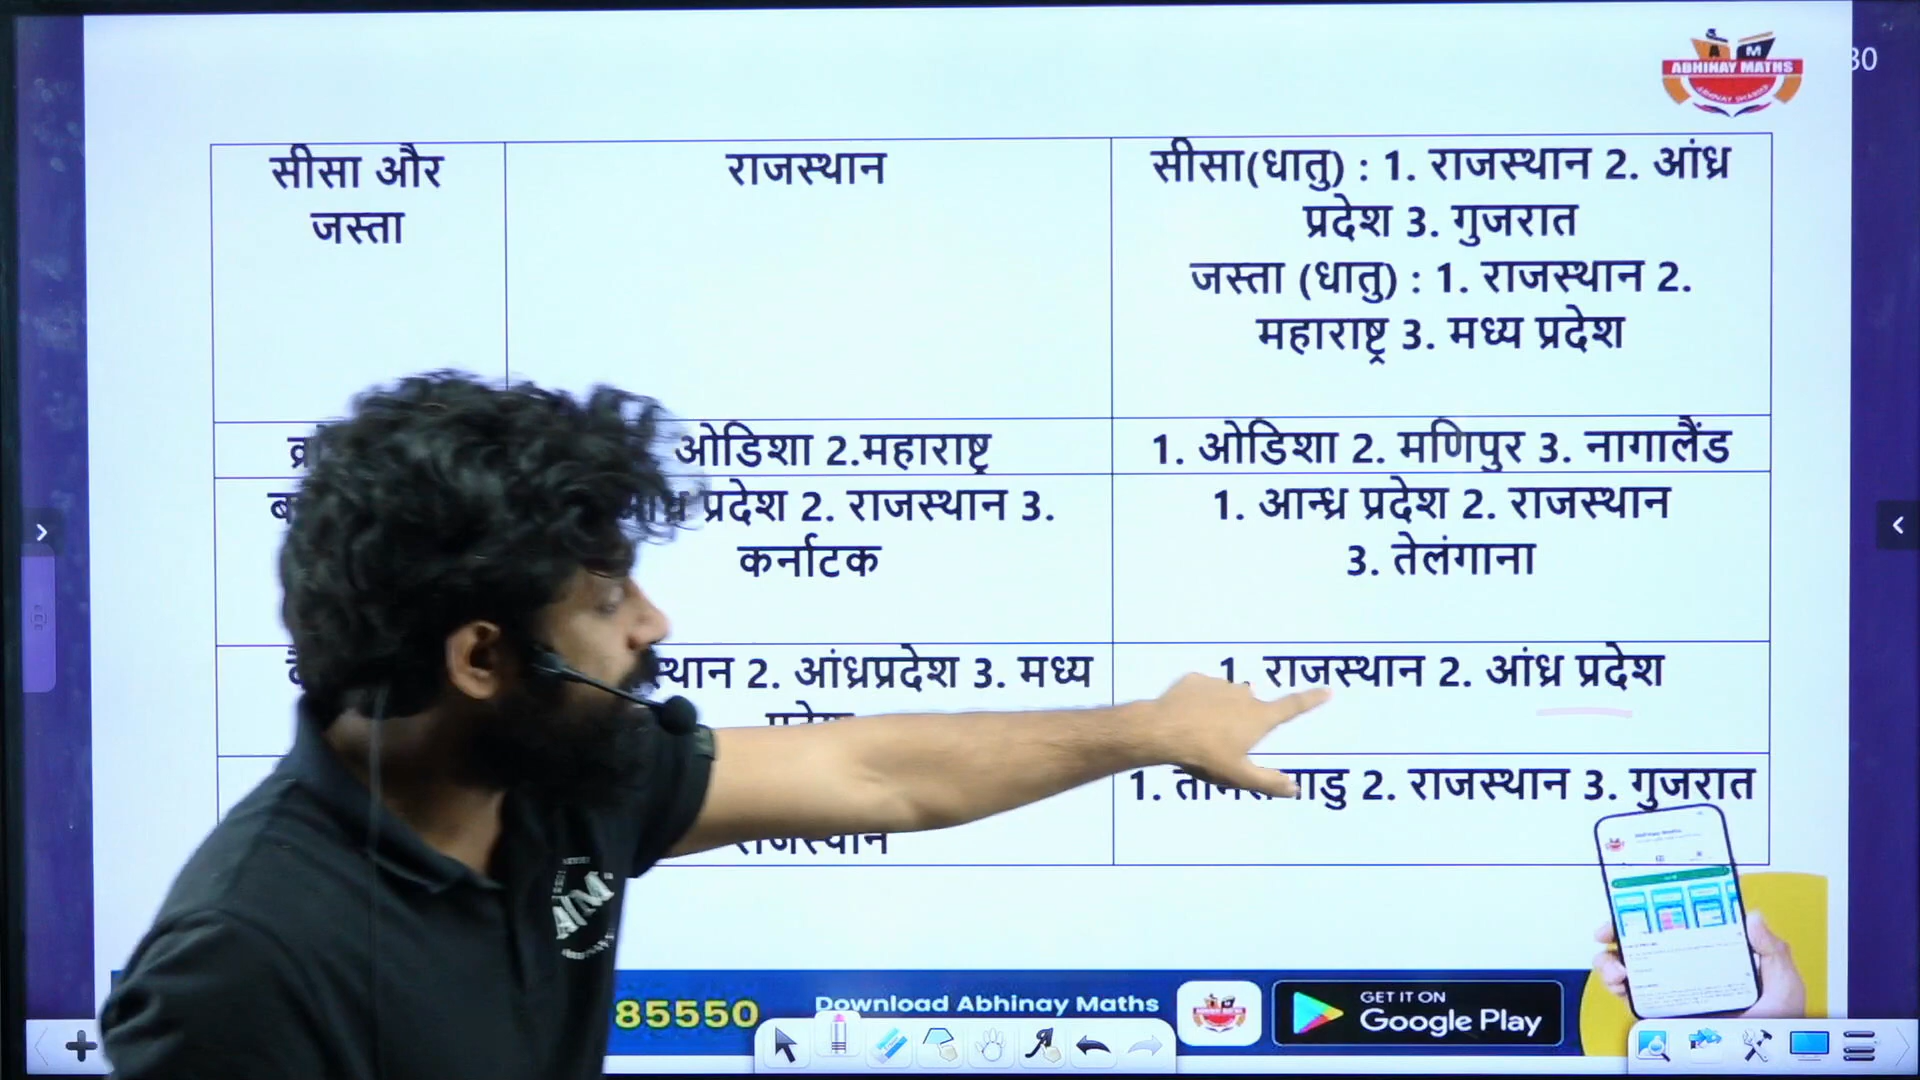 ABHINAY MATHS
30
सीसा और
जस्ता
राजस्थान
सीसा(धातु) : 1. राजस्थान 2. आंध्र
प्रदेश 3. गुजरात
जस्ता (धातु) : 1. राजस्थान 2.
महाराष्ट्र 3. मध्य प्रदेश
ओडिशा 2.महाराष्ट्र
1. ओडिशा 2. मणिपुर 3. नागालैंड
प्रदेश 2. राजस्थान 3.
कर्नाटक
1. आन्ध्र प्रदेश 2. राजस्थान
3. तेलंगाना
2. आंध्रप्रदेश 3. मध्य
1. राजस्थान 2. आंध्र प्रदेश
राजस्थान
1. 2. राजस्थान 3. गुजरात
85550
Download Abhinay Maths
GET IT ON
Google Play